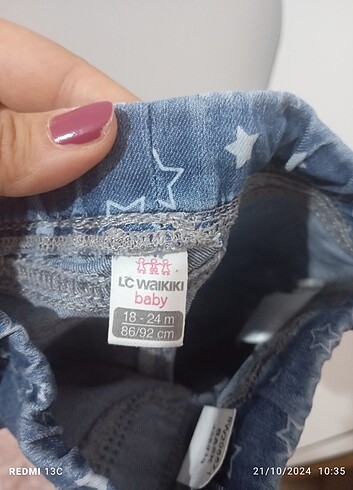 LC WAIKIKI
baby
18 - 24 m
86/92 cm
REDMI 13C
21/10/2024 10:35